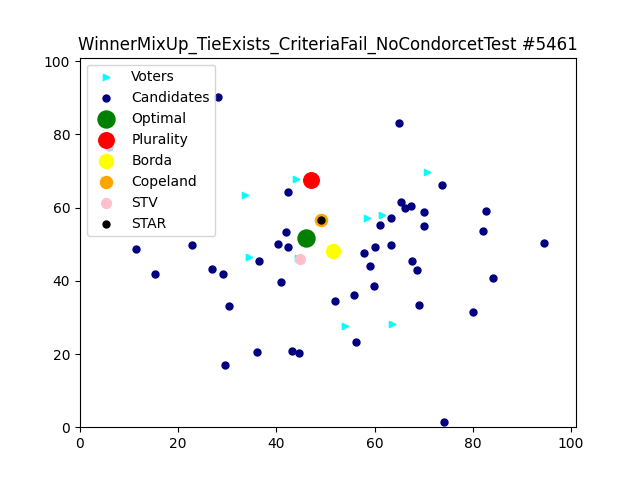 WinnerMixUp_TieExists_CriteriaFail_NoCondorcetTest #5461
100
80
60
40
20
0
Voters
Candidates
Optimal
Plurality
Borda
Copeland
STV
STAR
0 20 40 60 80 100